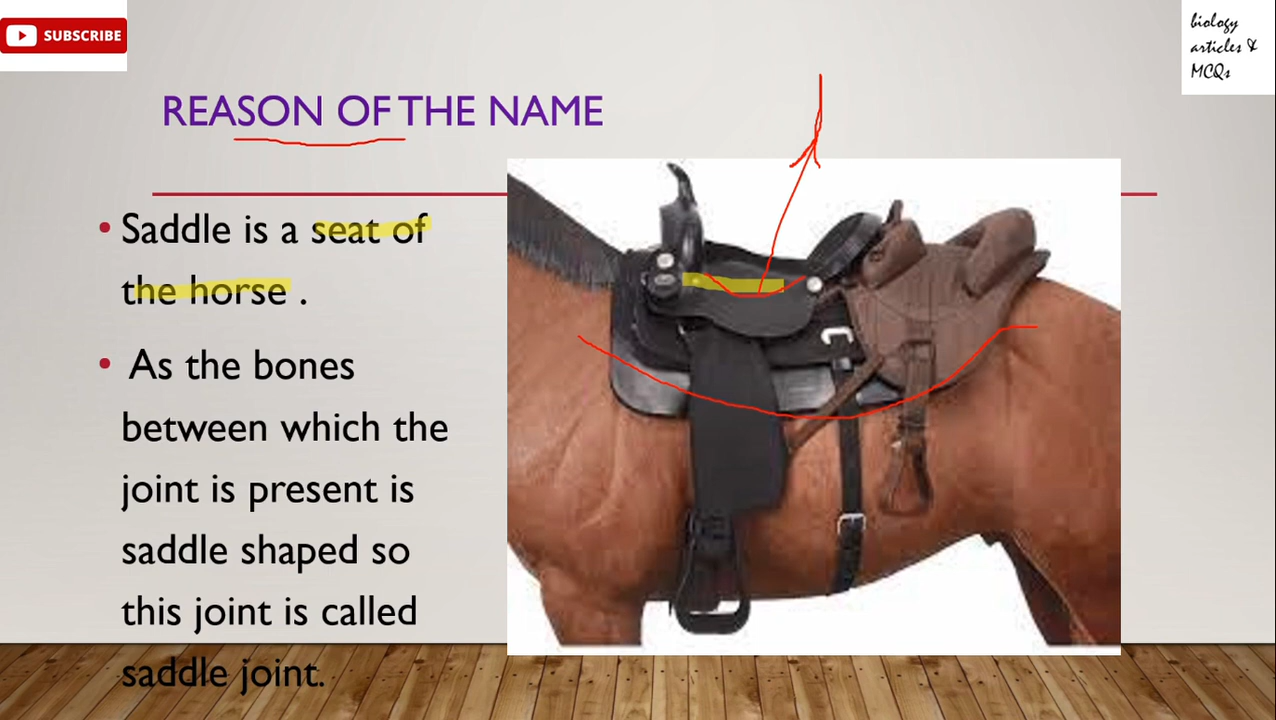 SUBSCRIBE
biology
articles &
MCQs
REASON OF THE NAME
• Saddle is a seat of
the horse .
• As the bones
between which the
joint is present is
saddle shaped so
this joint is called
saddle joint.